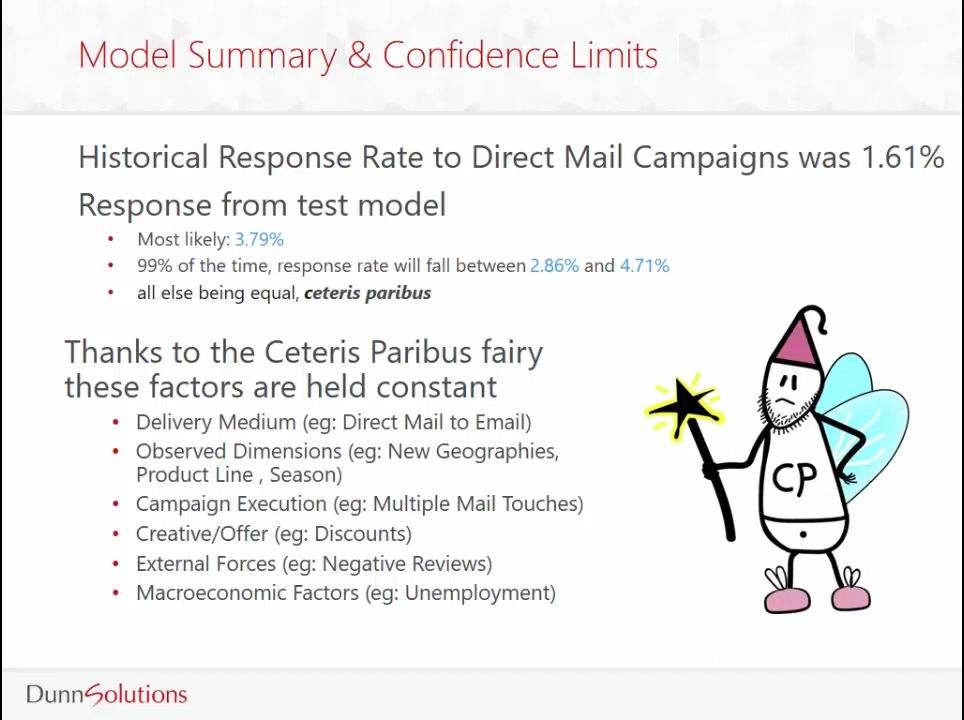 Model Summary & Confidence Limits
Historical Response Rate to Direct Mail Campaigns was 1.61%
Response from test model
• Most likely: 3.79%
• 99% of the time, response rate will fall between 2.86% and 4.71%
• all else being equal, ceteris paribus
Thanks to the Ceteris Paribus fairy
these factors are held constant
• Delivery Medium (eg: Direct Mail to Email)
• Observed Dimensions (eg: New Geographies,
Product Line , Season)
• Campaign Execution (eg: Multiple Mail Touches)
• Creative/Offer (eg: Discounts)
• External Forces (eg: Negative Reviews)
• Macroeconomic Factors (eg: Unemployment)
CP
DunnSolutions